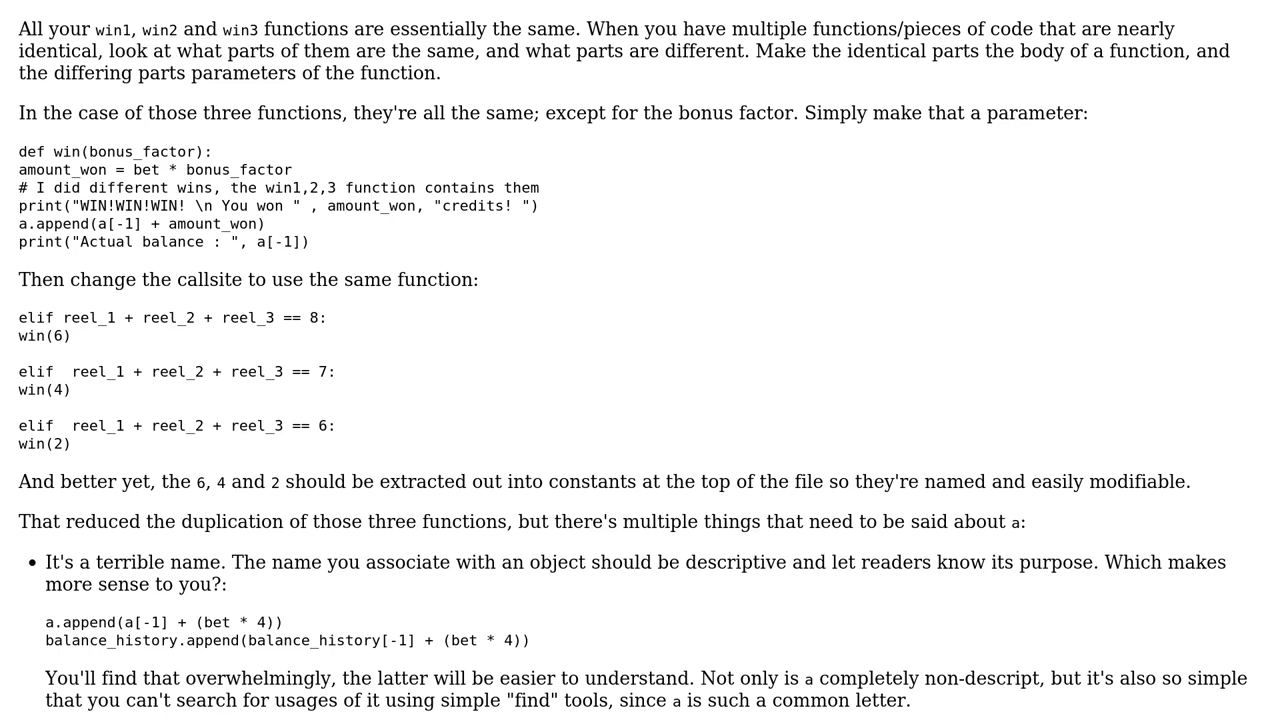 All your win1, win2 and win3 functions are essentially the same. When you have multiple functions/pieces of code that are nearly
identical, look at what parts of them are the same, and what parts are different. Make the identical parts the body of a function, and
the differing parts parameters of the function.
In the case of those three functions, they're all the same; except for the bonus factor. Simply make that a parameter:
def win(bonus_factor):
amount_won = bet * bonus_factor
# I did different wins, the win1,2,3 function contains them
print("WIN!WIN!WIN! \n You won " , amount_won, "credits! ")
a.append(a[-1] + amount_won)
print("Actual balance : ", a[-1])
Then change the callsite to use the same function:
elif reel_1 + reel_2 + reel_3 == 8:
win(6)
elif  reel_1 + reel_2 + reel_3 == 7:
win(4)
elif  reel_1 + reel_2 + reel_3 == 6:
win(2)
And better yet, the 6, 4 and 2 should be extracted out into constants at the top of the file so they're named and easily modifiable.
That reduced the duplication of those three functions, but there's multiple things that need to be said about a:
• It's a terrible name. The name you associate with an object should be descriptive and let readers know its purpose. Which makes
more sense to you?:
a.append(a[-1] + (bet * 4))
balance_history.append(balance_history[-1] + (bet * 4))
You'll find that overwhelmingly, the latter will be easier to understand. Not only is a completely non-descript, but it's also so simple
that you can't search for usages of it using simple "find" tools, since a is such a common letter.